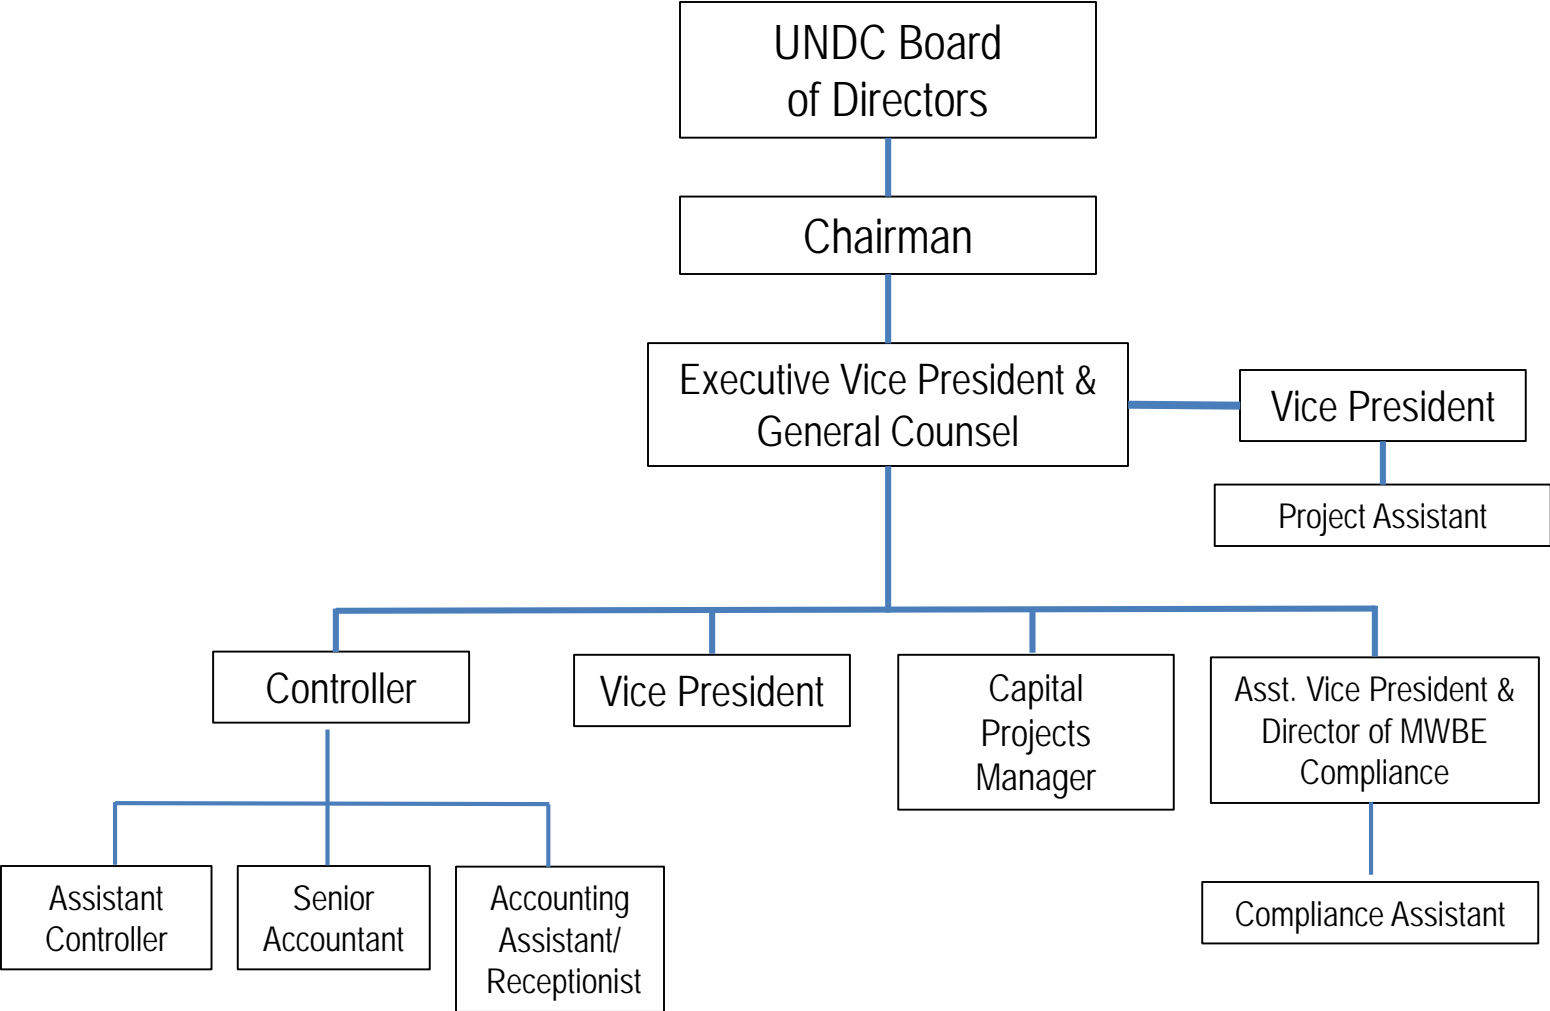 UNDC Board
of Directors
Chairman
Executive Vice President &
General Counsel
Vice President
Project Assistant
Controller
Vice President
Capital
Projects
Manager
Asst. Vice President &
Director of MWBE
Compliance
Assistant
Controller
Senior
Accountant
Accounting
Assistant/
Receptionist
Compliance Assistant